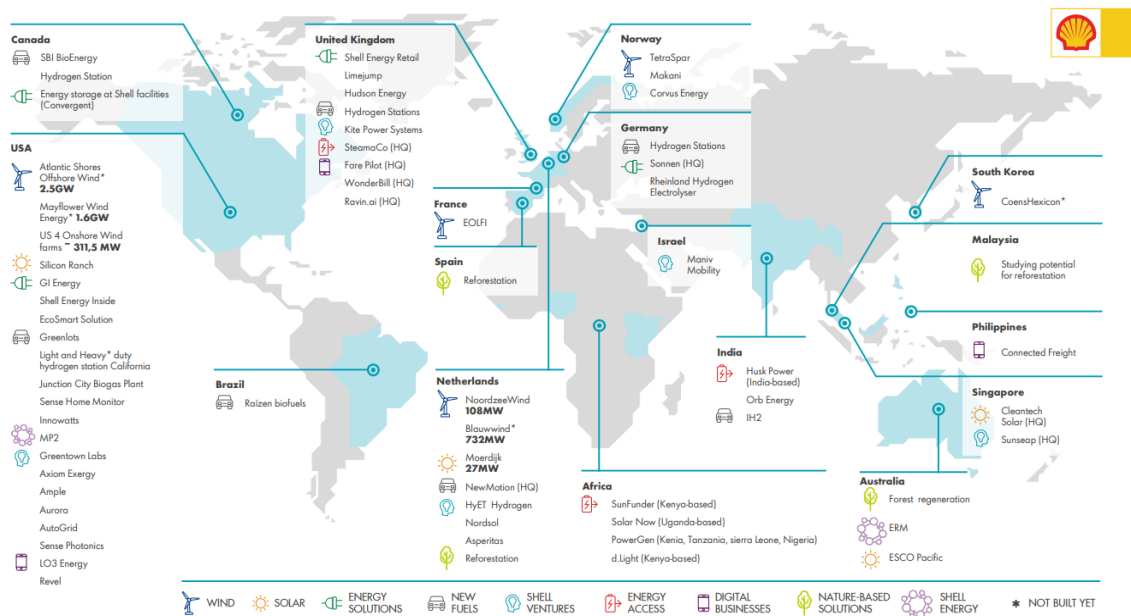 Canada
SBI BioEnergy
Hydrogen Station
Energy storage at Shell facilities
(Convergent)
USA
Atlantic Shores
Offshore Wind*
2.5GW
Mayflower Wind
Energy* 1.6GW
US 4 Onshore Wind
farms ~ 311,5 MW
Silicon Ranch
GI Energy
Shell Energy Inside
EcoSmart Solution
Greenlots
Light and Heavy* duty
hydrogen station California
Junction City Biogas Plant
Sense Home Monitor
Innowatts
MP2
Greentown Labs
Axiom Exergy
Ample
Aurora
AutoGrid
Sense Photonics
LO3 Energy
Revel
Brazil
Raizen biofuels
United Kingdom
Shell Energy Retail
Limejump
Hudson Energy
Hydrogen Stations
Kite Power Systems
SteamaCo (HQ)
Fare Pilot (HQ)
WonderBill (HQ)
Ravin.ai (HQ)
France
EOLFI
Spain
Reforestation
Netherlands
NoordzeeWind
108MW
Blauwwind*
732MW
Moerdijk
27MW
NewMotion (HQ)
HyET Hydrogen
Nordsol
Asperitas
Reforestation
Norway
TetraSpar
Makani
Corvus Energy
Germany
Hydrogen Stations
Sonnen (HQ)
Rheinland Hydrogen
Electrolyser
Israel
Maniv
Mobility
India
Husk Power
(India-based)
Orb Energy
IH2
Africa
SunFunder (Kenya-based)
Solar Now (Uganda-based)
PowerGen (Kenia, Tanzania, sierra Leone, Nigeria)
d.Light (Kenya-based)
South Korea
CoensHexicon*
Malaysia
Studying potential
for reforestation
Philippines
Connected Freight
Singapore
Cleantech
Solar (HQ)
Sunseap (HQ)
Australia
Forest regeneration
ERM
ESCO Pacific
WIND
SOLAR
ENERGY
SOLUTIONS
NEW
FUELS
SHELL
VENTURES
ENERGY
ACCESS
DIGITAL
BUSINESSES
NATURE-BASED
SOLUTIONS
SHELL
ENERGY
* NOT BUILT YET